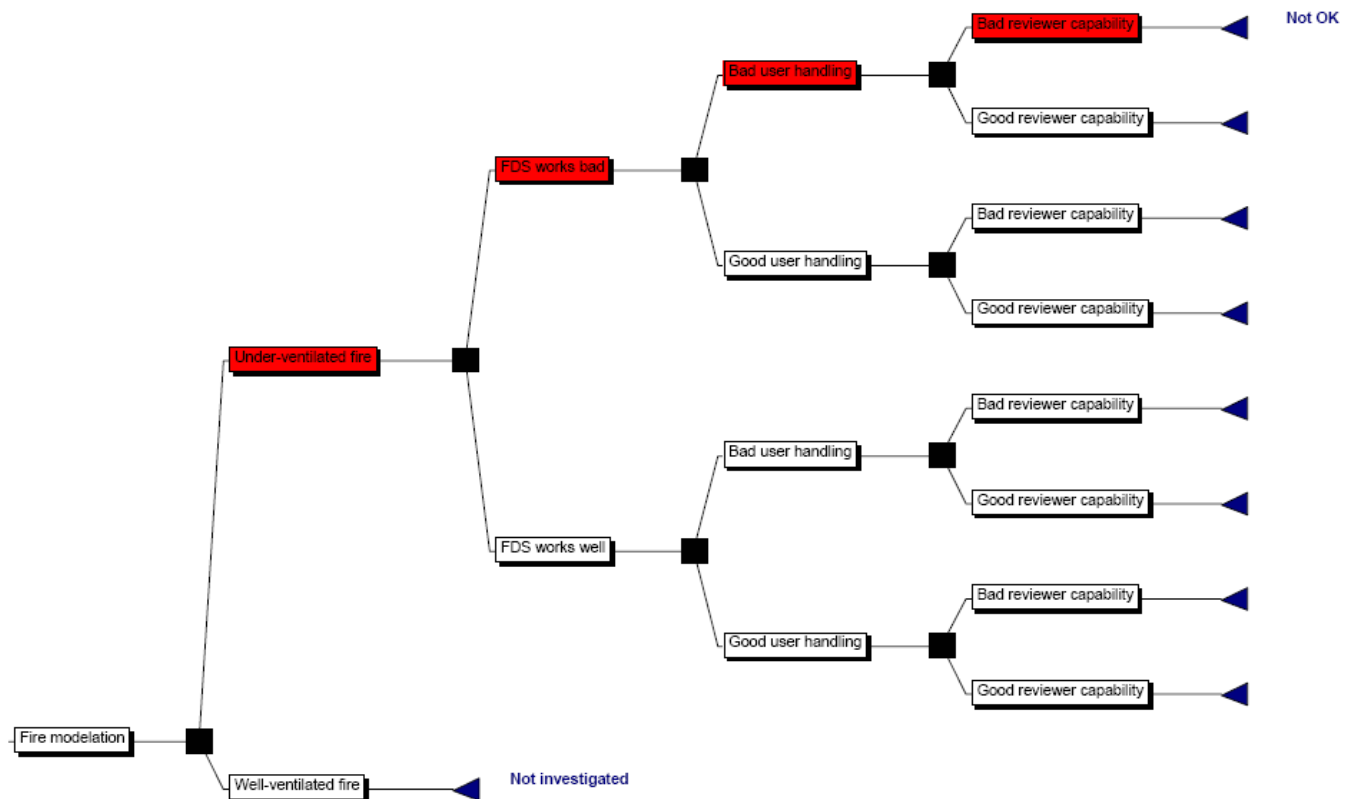 Bad reviewer capability
Not OK
Bad user handling
Good reviewer capability
FDS works bad
Bad reviewer capability
Good user handling
Good reviewer capability
Under-ventilated fire
Bad reviewer capability
Bad user handling
Good reviewer capability
FDS works well
Bad reviewer capability
Good user handling
Good reviewer capability
Fire modelation
Well-ventilated fire
Not investigated